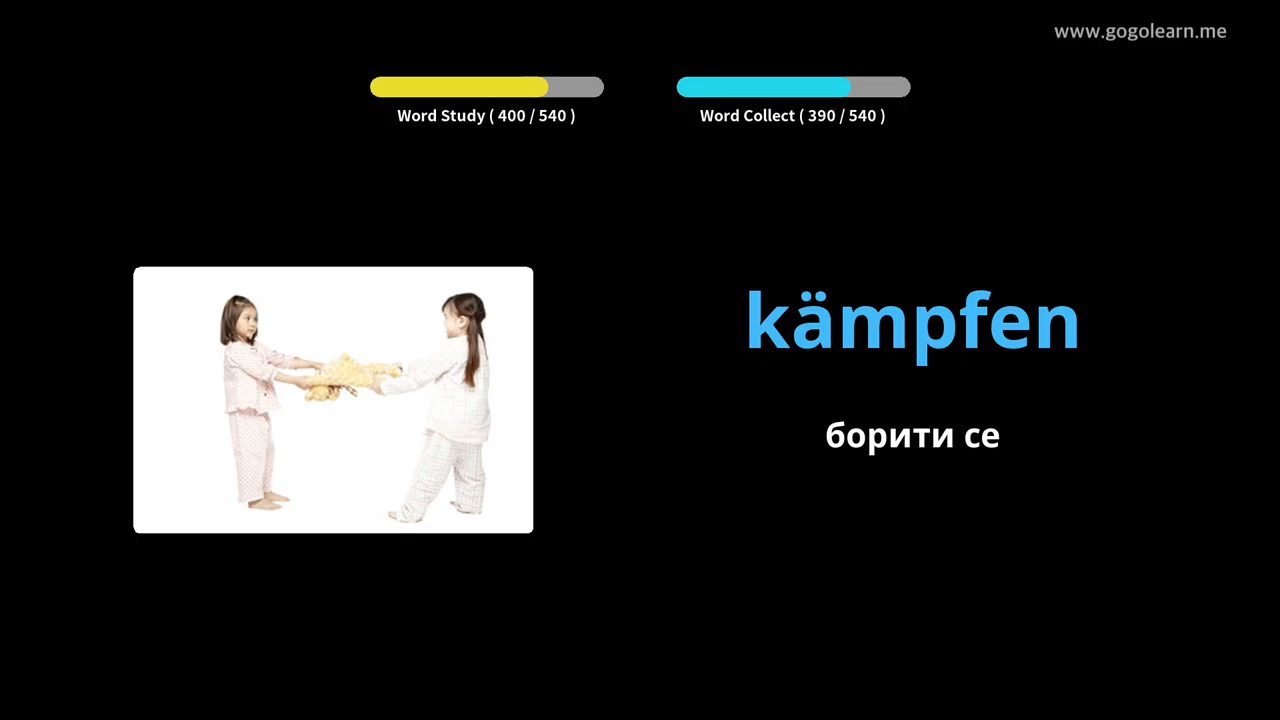 www.gogolearn.me
Word Study ( 400 / 540 )
Word Collect ( 390 / 540 )
kämpfen
борити се